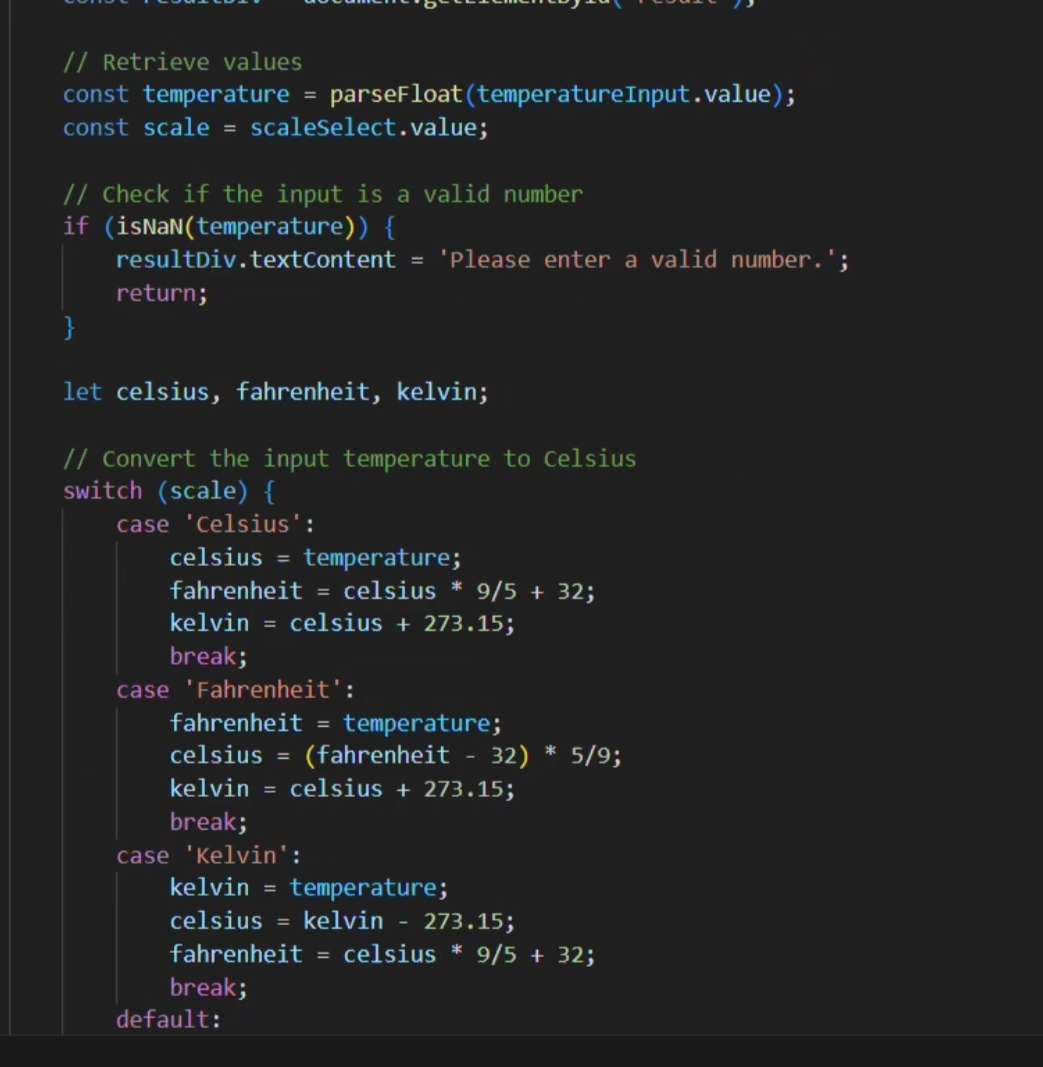 const resultDiv = document.getElementById('result');
// Retrieve values
const temperature = parseFloat(temperatureInput.value);
const scale = scaleSelect.value;
// Check if the input is a valid number
if (isNaN(temperature)) {
resultDiv.textContent = 'Please enter a valid number.';
return;
}
let celsius, fahrenheit, kelvin;
// Convert the input temperature to Celsius
switch (scale) {
case 'Celsius':
celsius = temperature;
fahrenheit = celsius * 9/5 + 32;
kelvin = celsius + 273.15;
break;
case 'Fahrenheit':
fahrenheit = temperature;
celsius = (fahrenheit - 32) * 5/9;
kelvin = celsius + 273.15;
break;
case 'Kelvin':
kelvin = temperature;
celsius = kelvin - 273.15;
fahrenheit = celsius * 9/5 + 32;
break;
default: